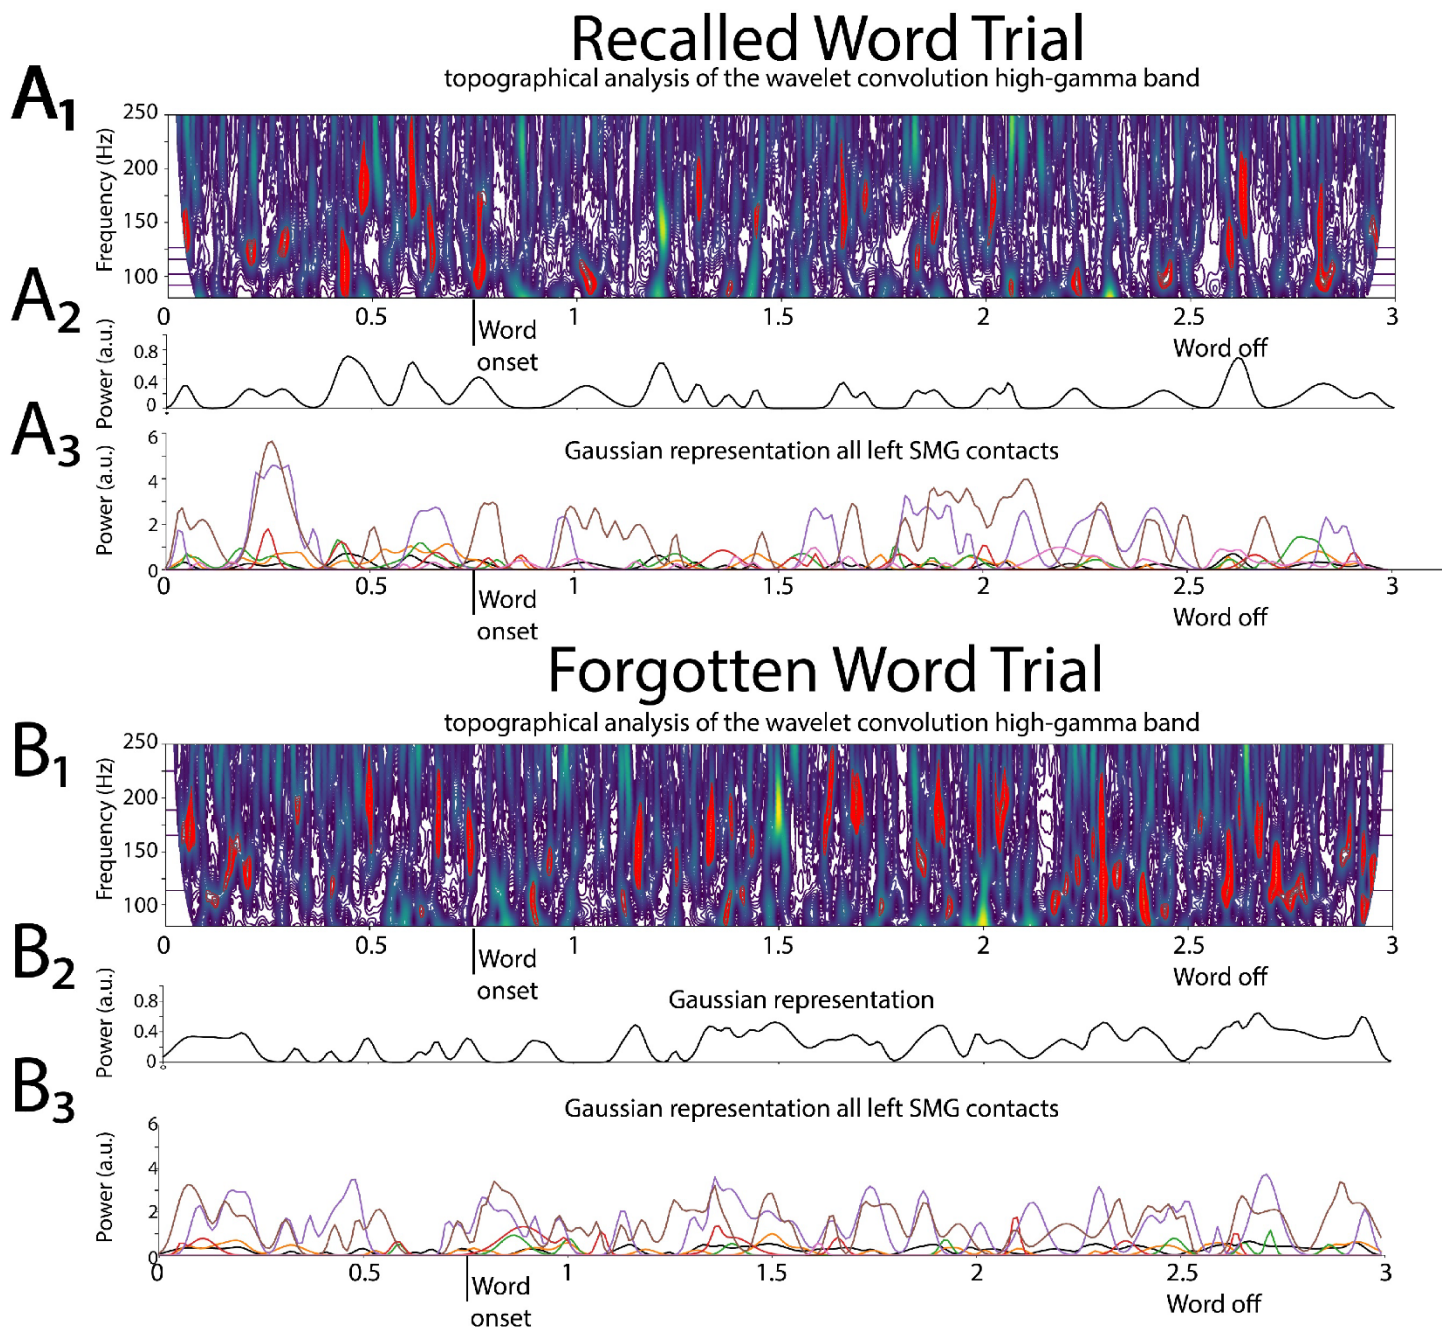 Recalled Word Trial
topographical analysis of the wavelet convolution high-gamma band
A1
Frequency (Hz)
250
200
150
100
0 0.5 1 1.5 2 2.5 3
Word onset
Word off
A2
Power (a.u.)
0.8
0.4
0
A3
Gaussian representation all left SMG contacts
Power (a.u.)
6
4
2
0
0 0.5 1 1.5 2 2.5 3
Word onset
Word off
Forgotten Word Trial
topographical analysis of the wavelet convolution high-gamma band
B1
Frequency (Hz)
250
200
150
100
0 0.5 1 1.5 2 2.5 3
Word onset
Word off
B2
Gaussian representation
Power (a.u.)
0.8
0.4
0
0
B3
Gaussian representation all left SMG contacts
Power (a.u.)
6
4
2
0
0 0.5 1 1.5 2 2.5 3
Word onset
Word off